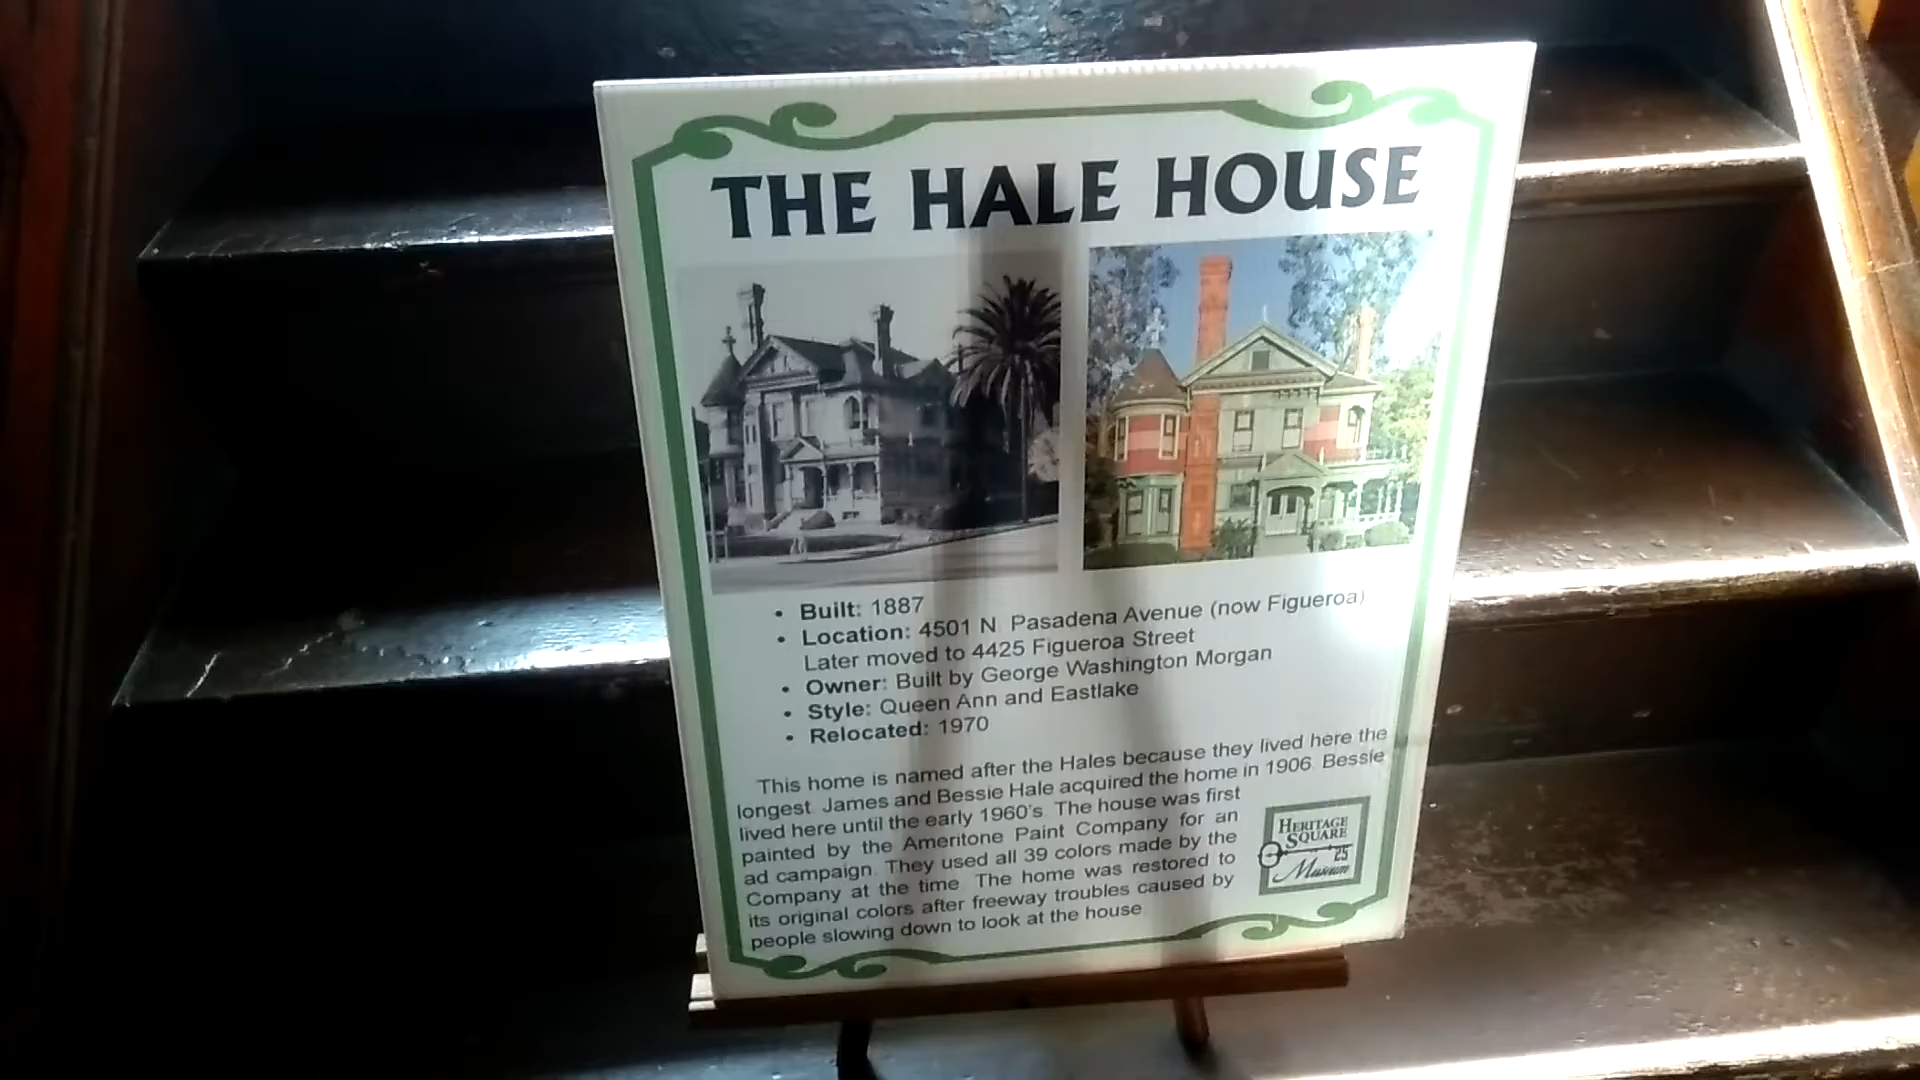 THE HALE HOUSE
• Built: 1887
• Location: 4501 N Pasadena Avenue (now Figueroa)
Later moved to 4425 Figueroa Street
• Owner: Built by George Washington Morgan
• Style: Queen Ann and Eastlake
• Relocated: 1970
This home is named after the Hales because they lived here the
longest. James and Bessie Hale acquired the home in 1906. Bessie
lived here until the early 1960's. The house was first
painted by the Ameritone Paint Company for an
ad campaign. They used all 39 colors made by the
Company at the time. The home was restored to
its original colors after freeway troubles caused by
people slowing down to look at the house
HERITAGE
SQUARE
25
Museum